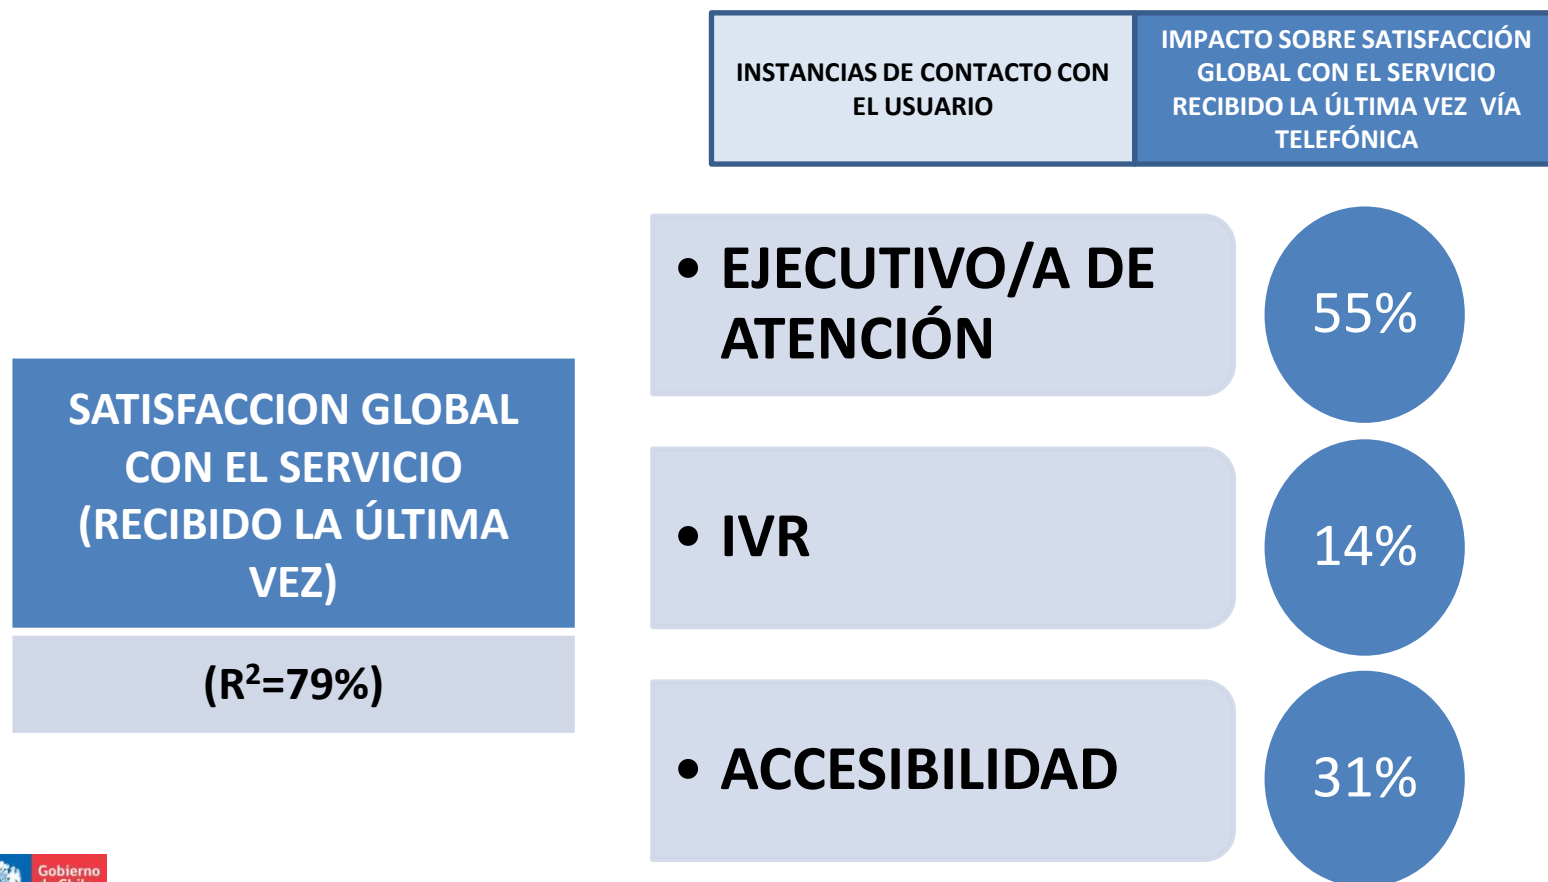 INSTANCIAS DE CONTACTO CON
EL USUARIO
IMPACTO SOBRE SATISFACCIÓN
GLOBAL CON EL SERVICIO
RECIBIDO LA ÚLTIMA VEZ VÍA
TELEFÓNICA
• EJECUTIVO/A DE
ATENCIÓN
55%
SATISFACCION GLOBAL
CON EL SERVICIO
(RECIBIDO LA ÚLTIMA
VEZ)
(R²=79%)
• IVR
14%
• ACCESIBILIDAD
31%
Gobierno